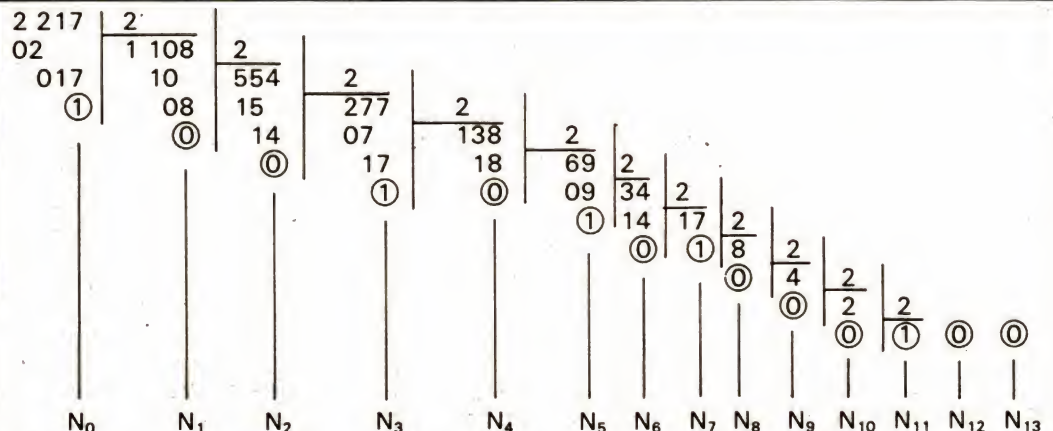 2 217 2
02 1 108 2
017 10 554 2
① 08 15 277 2
⓪ 14 07 138 2
⓪ 17 18 69 2
① ⓪ 09 34 2
① 14 17 2
⓪ ① 8 2
⓪ 4 2
⓪ 2 2
⓪ ① ⓪ ⓪
N₀ N₁ N₂ N₃ N₄ N₅ N₆ N₇ N₈ N₉ N₁₀ N₁₁ N₁₂ N₁₃